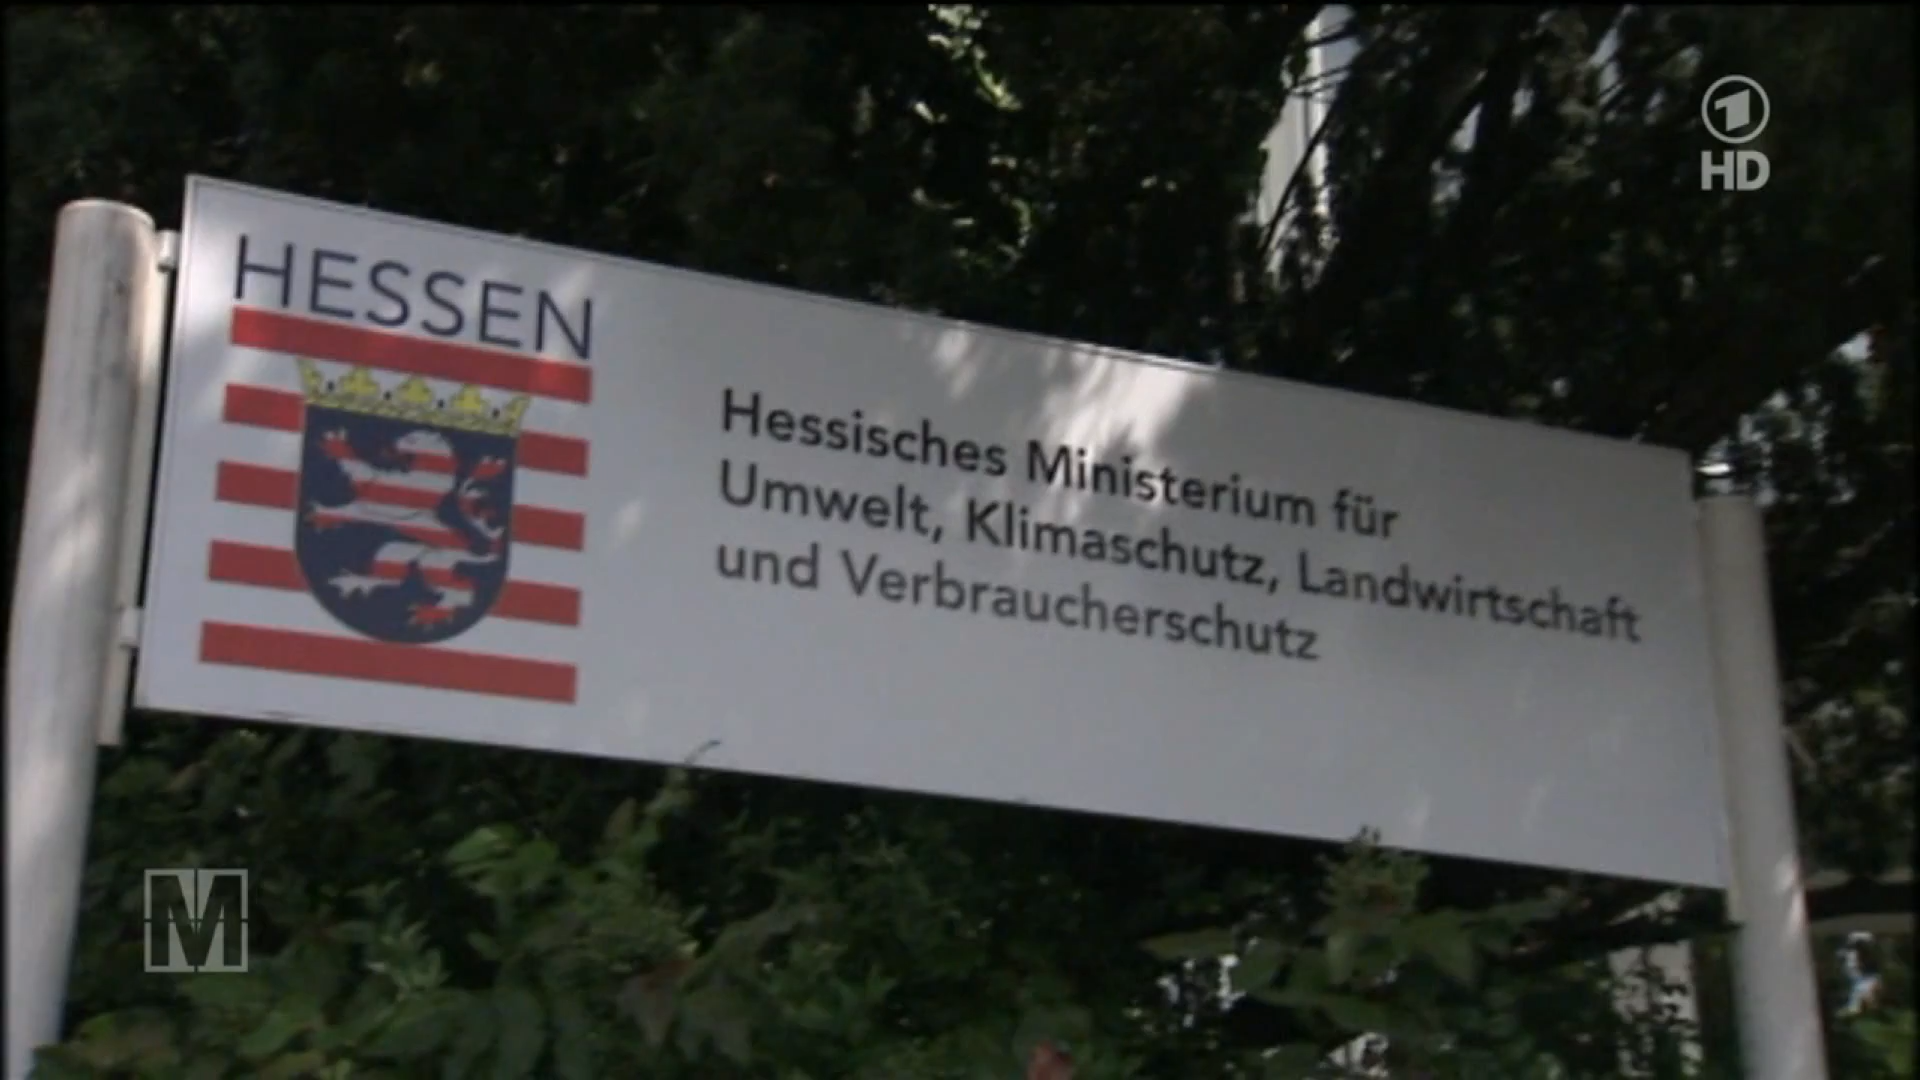 HD
HESSEN
Hessisches Ministerium für
Umwelt, Klimaschutz, Landwirtschaft
und Verbraucherschutz
M